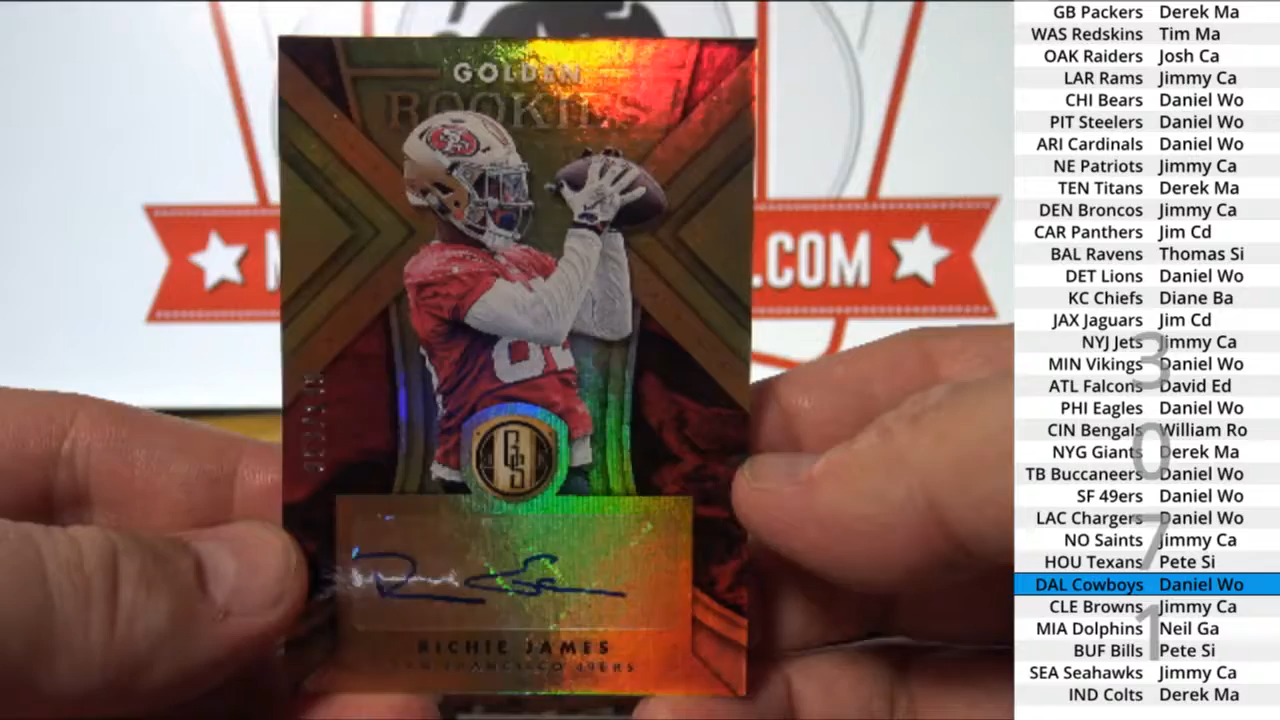 GOLDEN
ROOKIES
.COM
GS
RICHIE JAMES
SAN FRANCISCO 49ERS
GB Packers Derek Ma
WAS Redskins Tim Ma
OAK Raiders Josh Ca
LAR Rams Jimmy Ca
CHI Bears Daniel Wo
PIT Steelers Daniel Wo
ARI Cardinals Daniel Wo
NE Patriots Jimmy Ca
TEN Titans Derek Ma
DEN Broncos Jimmy Ca
CAR Panthers Jim Cd
BAL Ravens Thomas Si
DET Lions Daniel Wo
KC Chiefs Diane Ba
JAX Jaguars Jim Cd
NYJ Jets Jimmy Ca
MIN Vikings Daniel Wo
ATL Falcons David Ed
PHI Eagles Daniel Wo
CIN Bengals William Ro
NYG Giants Derek Ma
TB Buccaneers Daniel Wo
SF 49ers Daniel Wo
LAC Chargers Daniel Wo
NO Saints Jimmy Ca
HOU Texans Pete Si
DAL Cowboys Daniel Wo
CLE Browns Jimmy Ca
MIA Dolphins Neil Ga
BUF Bills Pete Si
SEA Seahawks Jimmy Ca
IND Colts Derek Ma
3
0
7
1